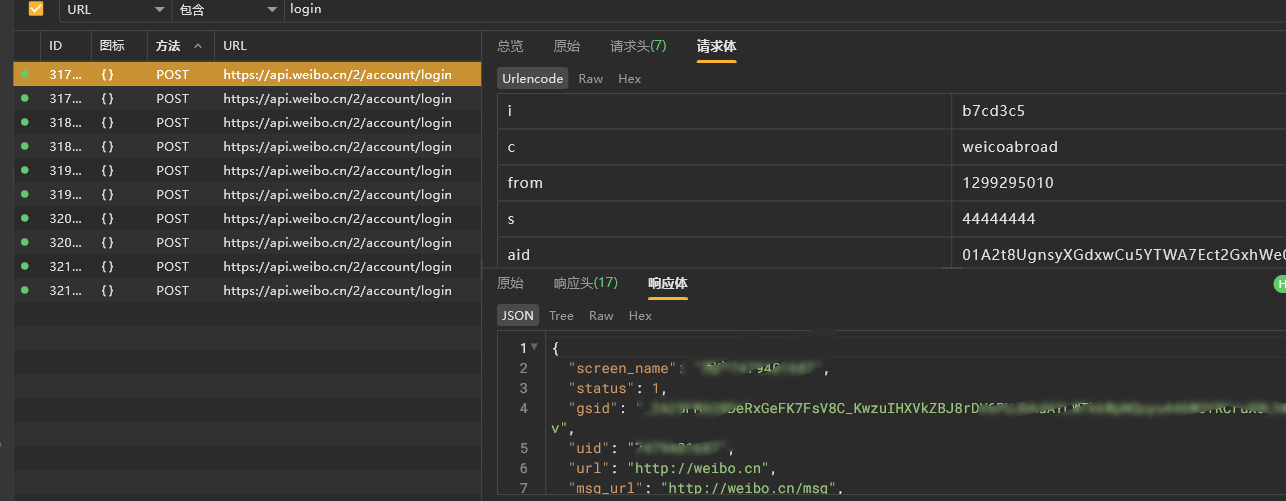 URL 包含 login
ID 图标 方法 URL
317... {} POST https://api.weibo.cn/2/account/login
317... {} POST https://api.weibo.cn/2/account/login
318... {} POST https://api.weibo.cn/2/account/login
318... {} POST https://api.weibo.cn/2/account/login
319... {} POST https://api.weibo.cn/2/account/login
319... {} POST https://api.weibo.cn/2/account/login
320... {} POST https://api.weibo.cn/2/account/login
320... {} POST https://api.weibo.cn/2/account/login
321... {} POST https://api.weibo.cn/2/account/login
321... {} POST https://api.weibo.cn/2/account/login
总览 原始 请求头(7) 请求体
Urlencode Raw Hex
i b7cd3c5
c weicoabroad
from 1299295010
s 44444444
aid 01A2t8UgnsyXGdxwCu5YTWA7Ect2GxhWe
原始 响应头(17) 响应体
H
JSON Tree Raw Hex
1 {
2 "screen_name":
3 "status": 1,
4 "gsid":
v",
5 "uid":
6 "url": "http://weibo.cn",
7 "msg_url": "http://weibo.cn/msg",